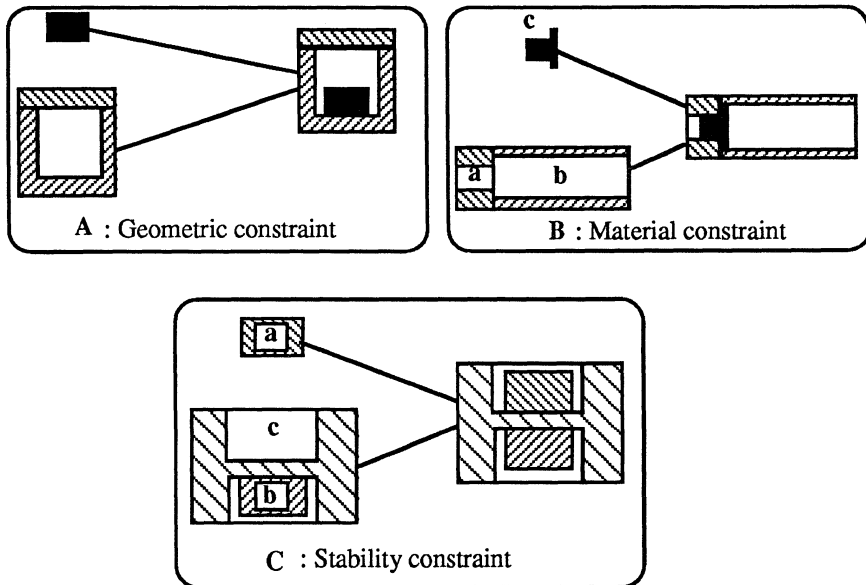 c
a
b
A : Geometric constraint
B : Material constraint
a
c
b
C : Stability constraint